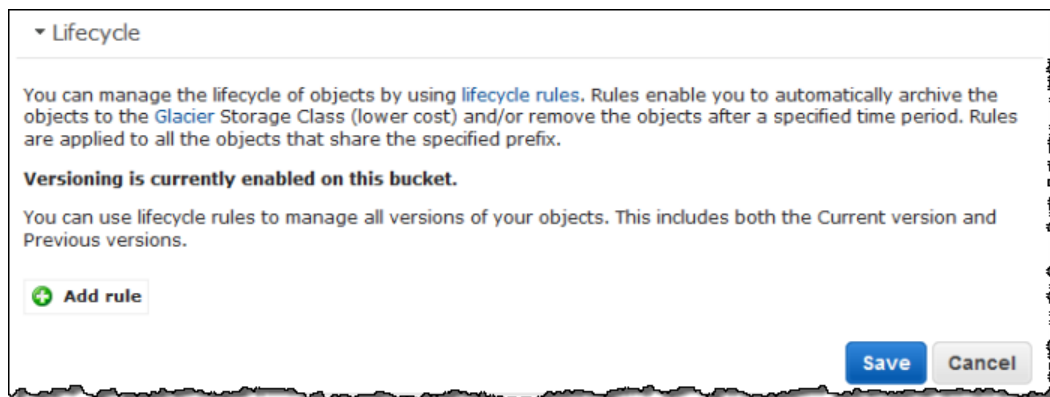 Lifecycle
You can manage the lifecycle of objects by using lifecycle rules. Rules enable you to automatically archive the
objects to the Glacier Storage Class (lower cost) and/or remove the objects after a specified time period. Rules
are applied to all the objects that share the specified prefix.
Versioning is currently enabled on this bucket.
You can use lifecycle rules to manage all versions of your objects. This includes both the Current version and
Previous versions.
Add rule
Save Cancel